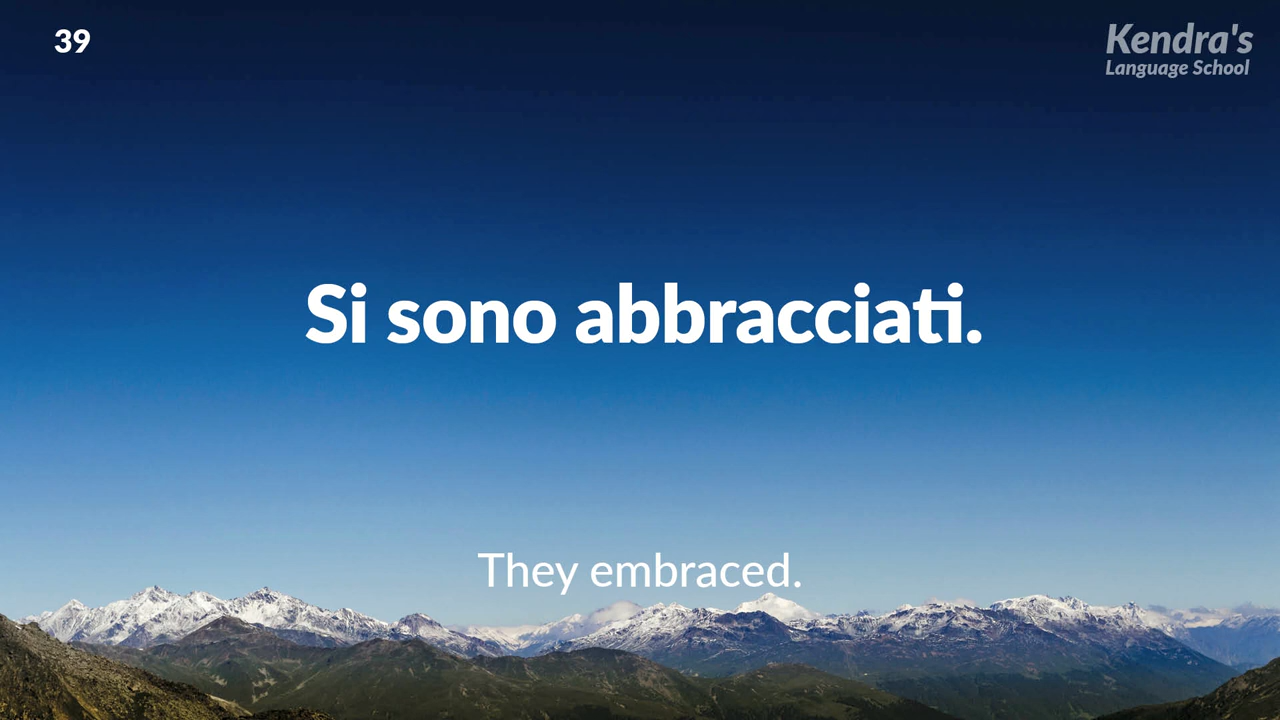 39
Kendra's
Language School
Si sono abbracciati.
They embraced.